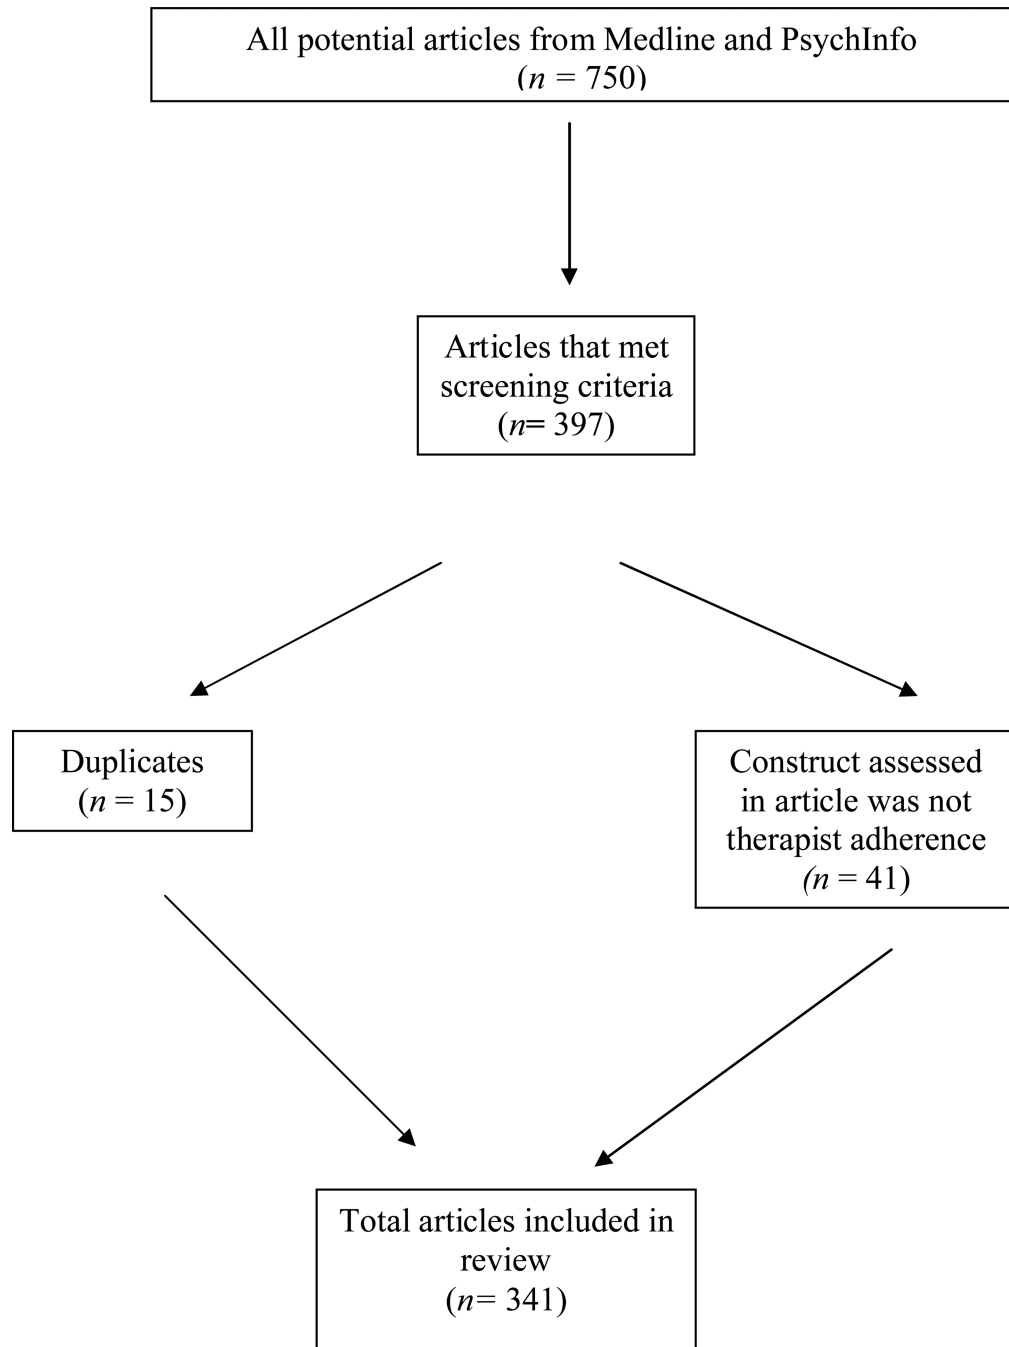 All potential articles from Medline and PsychInfo
(n = 750)
Articles that met
screening criteria
(n= 397)
Duplicates
(n = 15)
Construct assessed
in article was not
therapist adherence
(n = 41)
Total articles included in
review
(n= 341)